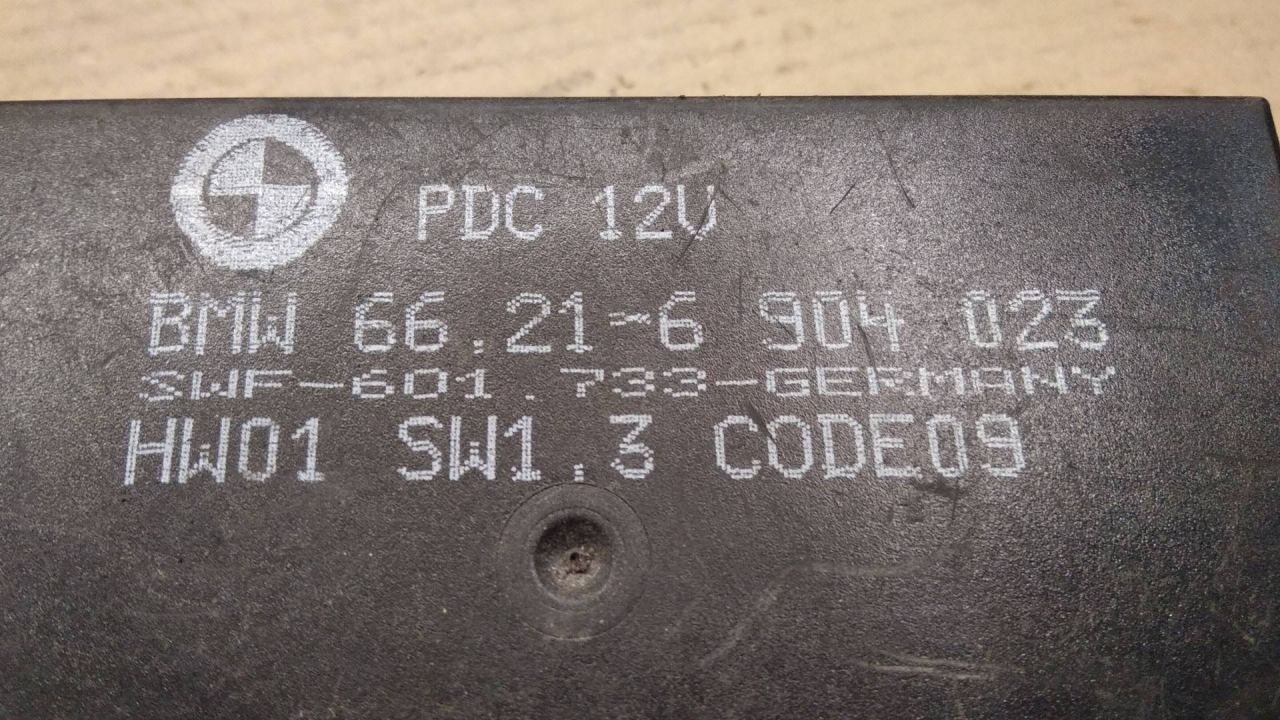 PDC 12V
BMW 66.21-6 904 023
SWF-601.733-GERMANY
HW01 SW1.3 CODE09